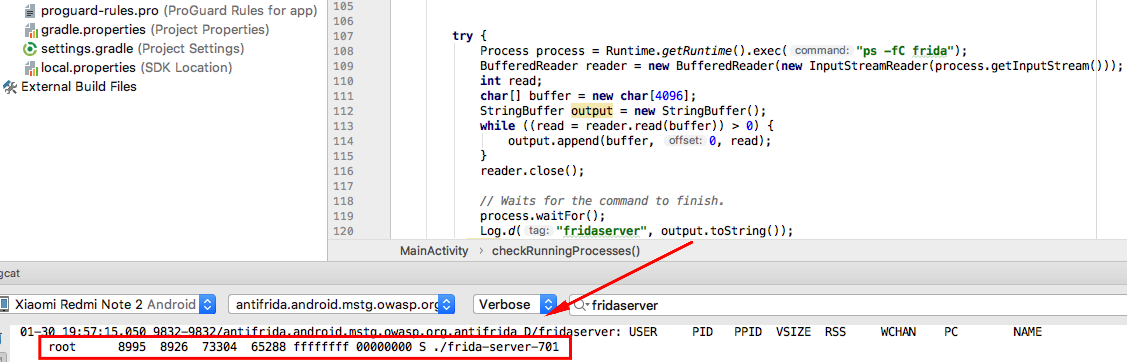 proguard-rules.pro (ProGuard Rules for app)
gradle.properties (Project Properties)
settings.gradle (Project Settings)
local.properties (SDK Location)
External Build Files
105
106
107 try {
108 Process process = Runtime.getRuntime().exec( command: "ps -fC frida");
109 BufferedReader reader = new BufferedReader(new InputStreamReader(process.getInputStream()));
110 int read;
111 char[] buffer = new char[4096];
112 StringBuffer output = new StringBuffer();
113 while ((read = reader.read(buffer)) > 0) {
114 output.append(buffer, offset: 0, read);
115 }
116 reader.close();
117
118 // Waits for the command to finish.
119 process.waitFor();
120 Log.d( tag: "fridaserver", output.toString());
MainActivity › checkRunningProcesses()
gcat
Xiaomi Redmi Note 2 Android
antifrida.android.mstg.owasp.org
Verbose
fridaserver
01-30 19:57:15.050 9832-9832/antifrida.android.mstg.owasp.org.antifrida D/fridaserver: USER PID PPID VSIZE RSS WCHAN PC NAME
root 8995 8926 73304 65288 ffffffff 00000000 S ./frida-server-701